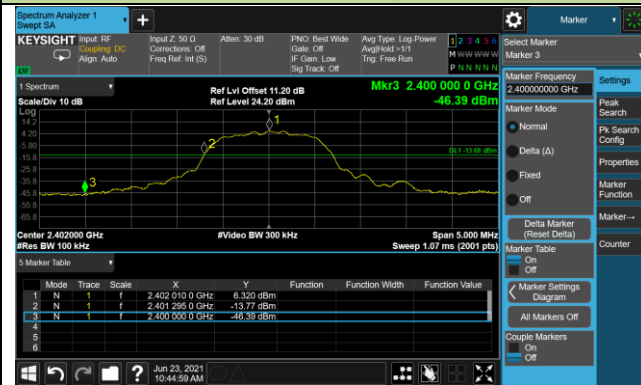 Spectrum Analyzer 1
Swept SA
+
Marker
KEYSIGHT
Input: RF
Coupling: DC
Align: Auto
Input Z: 50 Ω
Corrections: Off
Freq Ref: Int (S)
Atten: 30 dB
PNO: Best Wide
Gate: Off
IF Gain: Low
Sig Track: Off
Avg Type: Log-Power
Avg|Hold:>1/1
Trig: Free Run
1 2 3 4 5 6
M W W W W W
P N N N N N
Select Marker
Marker 3
LXI
1 Spectrum
Scale/Div 10 dB
Log
Ref Lvl Offset 11.20 dB
Ref Level 24.20 dBm
Mkr3 2.400 000 0 GHz
-46.39 dBm
14.2
4.20
-5.80
-15.8
-25.8
-35.8
-45.8
-55.8
-65.8
1
2
3
DL1 -13.68 dBm
Center 2.402000 GHz
#Res BW 100 kHz
#Video BW 300 kHz
Span 5.000 MHz
Sweep 1.07 ms (2001 pts)
5 Marker Table
Mode Trace Scale X Y Function Function Width Function Value
1 N 1 f 2.402 010 0 GHz 6.320 dBm
2 N 1 f 2.401 295 0 GHz -13.77 dBm
3 N 1 f 2.400 000 0 GHz -46.39 dBm
4
5
6
Marker Frequency
2.400000000 GHz
Marker Mode
Normal
Delta (Δ)
Fixed
Off
Delta Marker
(Reset Delta)
Marker Table
On
Off
Marker Settings
Diagram
All Markers Off
Couple Markers
On
Off
Settings
Peak
Search
Pk Search
Config
Properties
Marker
Function
Marker→
Counter
?
Jun 23, 2021
10:44:59 AM